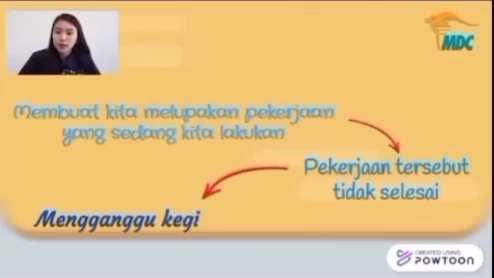 MDC
Membuat kita melupakan pekerjaan
yang sedang kita lakukan
Pekerjaan tersebut
tidak selesai
Mengganggu kegi
CREATED USING
POWTOON